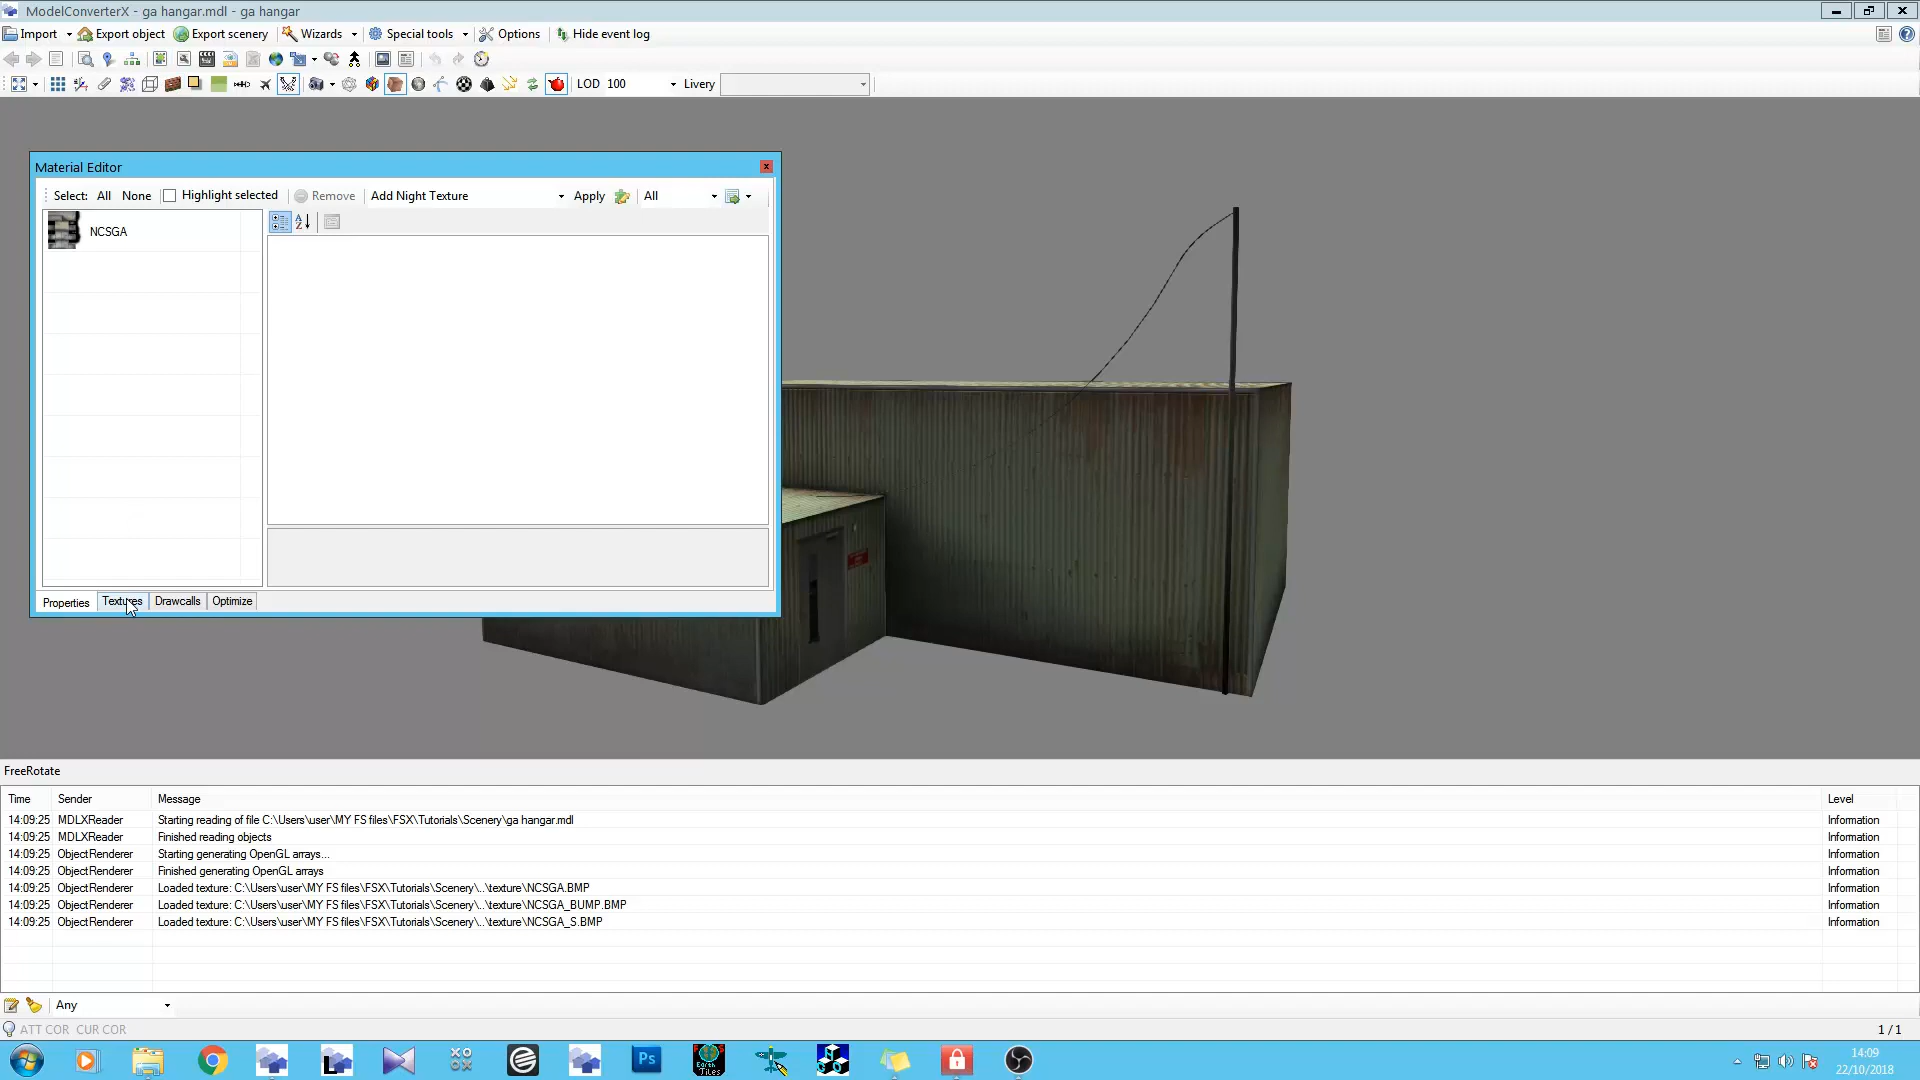 ModelConverterX - ga hangar.mdl - ga hangar
Import Export object Export scenery Wizards Special tools Options Hide event log
LOD 100 Livery
Material Editor
Select: All None Highlight selected Remove Add Night Texture Apply All
NCSGA
Properties Textures Drawcalls Optimize
FreeRotate
Time Sender Message Level
14:09:25 MDLXReader Starting reading of file C:\Users\user\MY FS files\FSX\Tutorials\Scenery\ga hangar.mdl Information
14:09:25 MDLXReader Finished reading objects Information
14:09:25 ObjectRenderer Starting generating OpenGL arrays... Information
14:09:25 ObjectRenderer Finished generating OpenGL arrays Information
14:09:25 ObjectRenderer Loaded texture: C:\Users\user\MY FS files\FSX\Tutorials\Scenery\..\texture\NCSGA.BMP Information
14:09:25 ObjectRenderer Loaded texture: C:\Users\user\MY FS files\FSX\Tutorials\Scenery\..\texture\NCSGA_BUMP.BMP Information
14:09:25 ObjectRenderer Loaded texture: C:\Users\user\MY FS files\FSX\Tutorials\Scenery\..\texture\NCSGA_S.BMP Information
Any
ATT COR CUR COR 1 / 1
L Ps Earth Tiles
14:09
22/10/2018